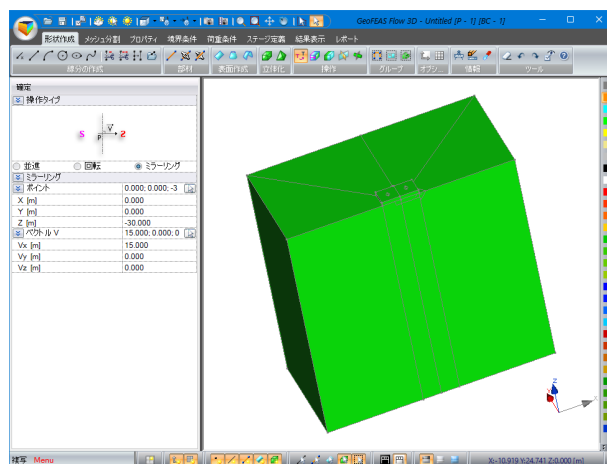 GeoFEAS Flow 3D - Untitled [P - 1] [BC - 1]
形状作成 メッシュ分割 プロパティ 境界条件 荷重条件 ステージ定義 結果表示 レポート
線分の作成 部材 表面作成 立体化 操作 グループ オブジ... 情報 ツール
確定
操作タイプ
S P V 2
並進 回転 ミラーリング
ミラーリング
ポイント 0.000; 0.000; -3
X [m] 0.000
Y [m] 0.000
Z [m] -30.000
ベクトル V 15.000; 0.000; 0
Vx [m] 15.000
Vy [m] 0.000
Vz [m] 0.000
Z
X
複写 Menu
X:-10.919 Y:24.741 Z:0.000 [m]